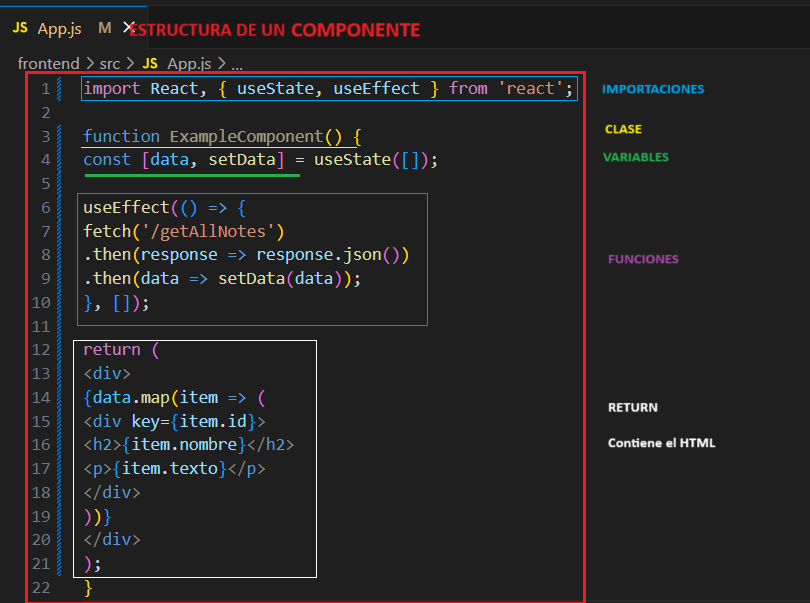 JS App.js M ✕ ESTRUCTURA DE UN COMPONENTE
frontend > src > JS App.js > ...
1 import React, { useState, useEffect } from 'react'; IMPORTACIONES
2
3 function ExampleComponent() { CLASE
4 const [data, setData] = useState([]); VARIABLES
5
6 useEffect(() => {
7 fetch('/getAllNotes')
8 .then(response => response.json()) FUNCIONES
9 .then(data => setData(data));
10 }, []);
11
12 return (
13 <div>
14 {data.map(item => ( RETURN
15 <div key={item.id}>
16 <h2>{item.nombre}</h2> Contiene el HTML
17 <p>{item.texto}</p>
18 </div>
19 ))}
20 </div>
21 );
22 }